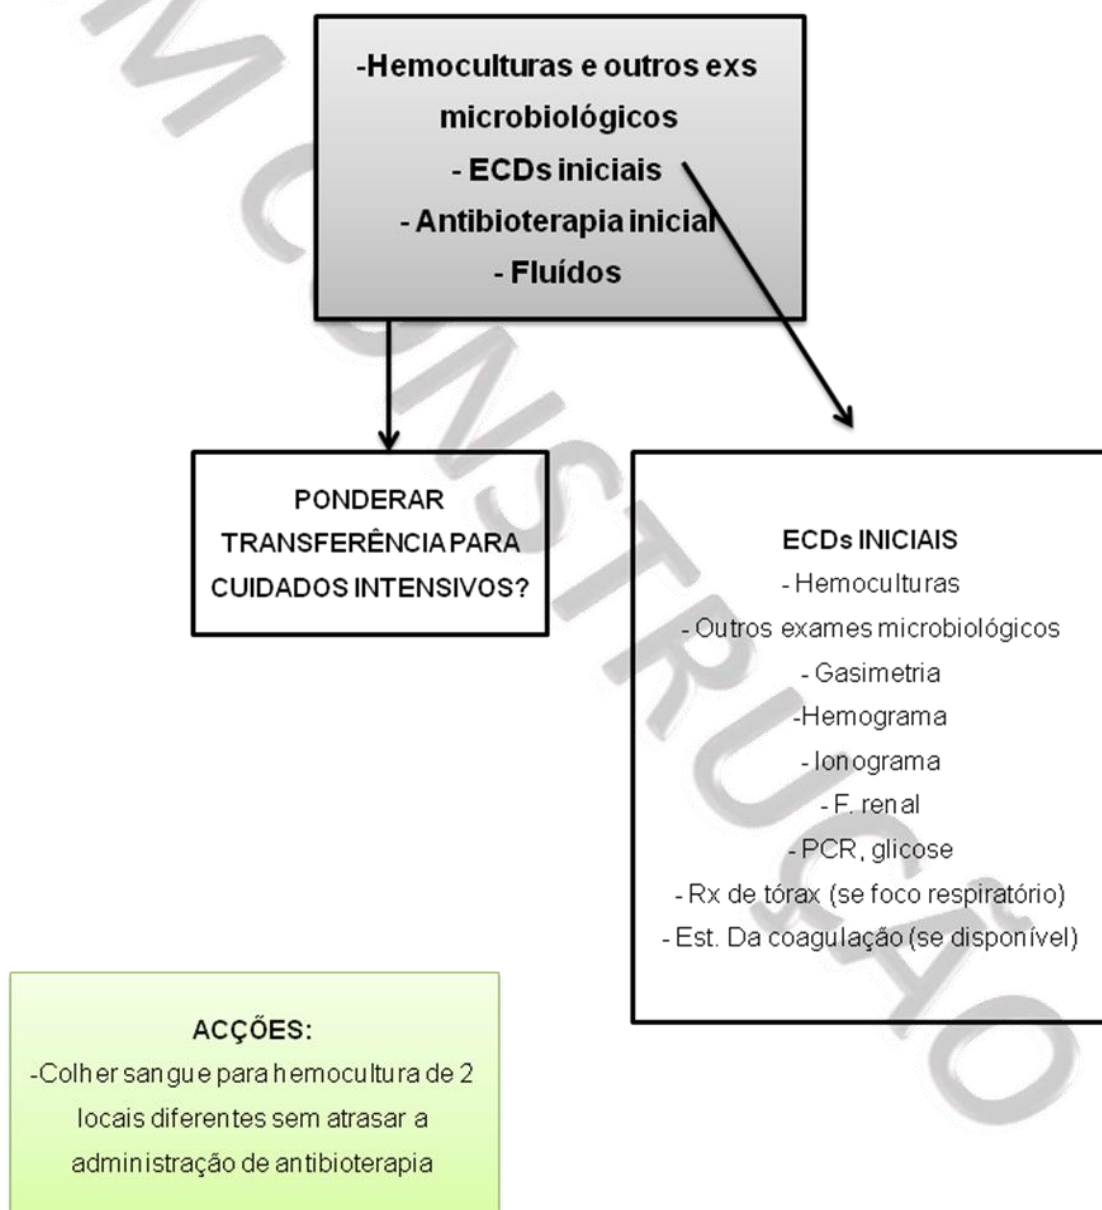 -Hemoculturas e outros exs
microbiológicos
- ECDs iniciais
- Antibioterapia inicial
- Fluídos
PONDERAR
TRANSFERÊNCIA PARA
CUIDADOS INTENSIVOS?
ECDs INICIAIS
- Hemoculturas
- Outros exames microbiológicos
- Gasimetria
-Hemograma
- Ionograma
- F. renal
- PCR, glicose
- Rx de tórax (se foco respiratório)
- Est. Da coagulação (se disponível)
ACÇÕES:
-Colher sangue para hemocultura de 2
locais diferentes sem atrasar a
administração de antibioterapia
M CONSTRUÇÃO